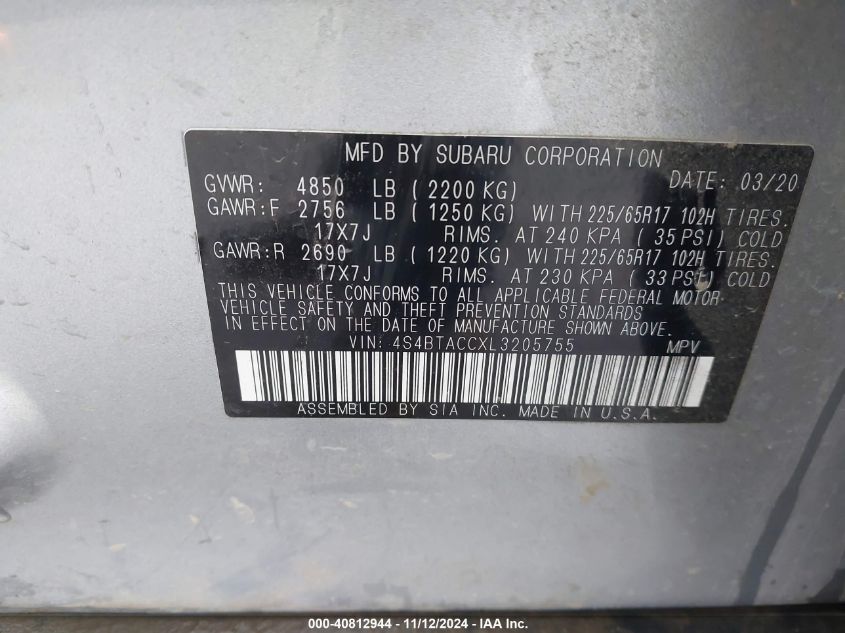 MFD BY SUBARU CORPORATION
GVWR: 4850 LB ( 2200 KG) DATE: 03/20
GAWR:F 2756 LB ( 1250 KG) WITH 225/65R17 102H TIRES.
17X7J RIMS. AT 240 KPA ( 35 PSI) COLD
GAWR:R 2690 LB ( 1220 KG) WITH 225/65R17 102H TIRES.
17X7J RIMS. AT 230 KPA ( 33 PSI) COLD
THIS VEHICLE CONFORMS TO ALL APPLICABLE FEDERAL MOTOR
VEHICLE SAFETY AND THEFT PREVENTION STANDARDS
IN EFFECT ON THE DATE OF MANUFACTURE SHOWN ABOVE.
VIN: 4S4BTACCXL3205755 MPV
ASSEMBLED BY SIA INC. MADE IN U.S.A.
000-40812944 - 11/12/2024 - IAA Inc.